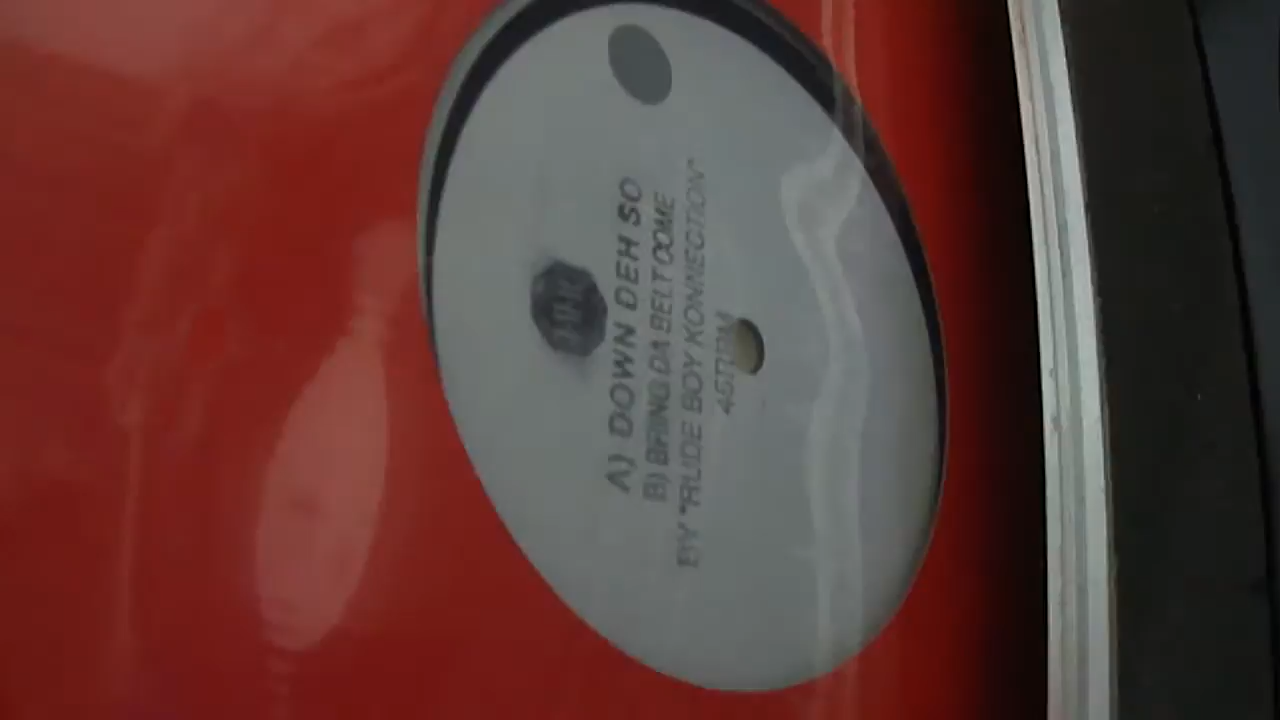 A) DOWN DEH SO
B) BRING DA BELT COME
BY "RUDE BOY KONNECTION"
45RPM